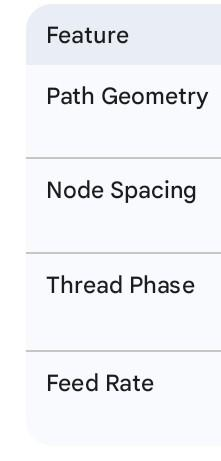 Feature
Path Geometry
Node Spacing
Thread Phase
Feed Rate